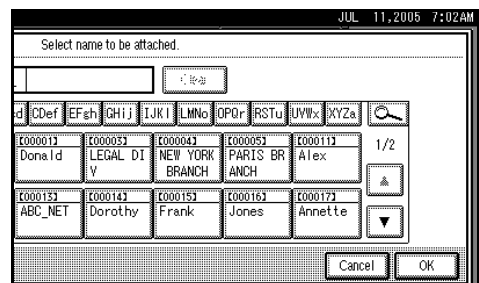 JUL 11,2005 7:02AM
Select name to be attached.
Clear
CDef EFgh GHij IJKl LMNo OPQr RSTu UVWx XYZa
[00001] [00003] [00004] [00005] [00011] 1/2
Donald LEGAL DI NEW YORK PARIS BR Alex
V BRANCH ANCH
[00013] [00014] [00015] [00016] [00017]
ABC_NET Dorothy Frank Jones Annette
Cancel OK